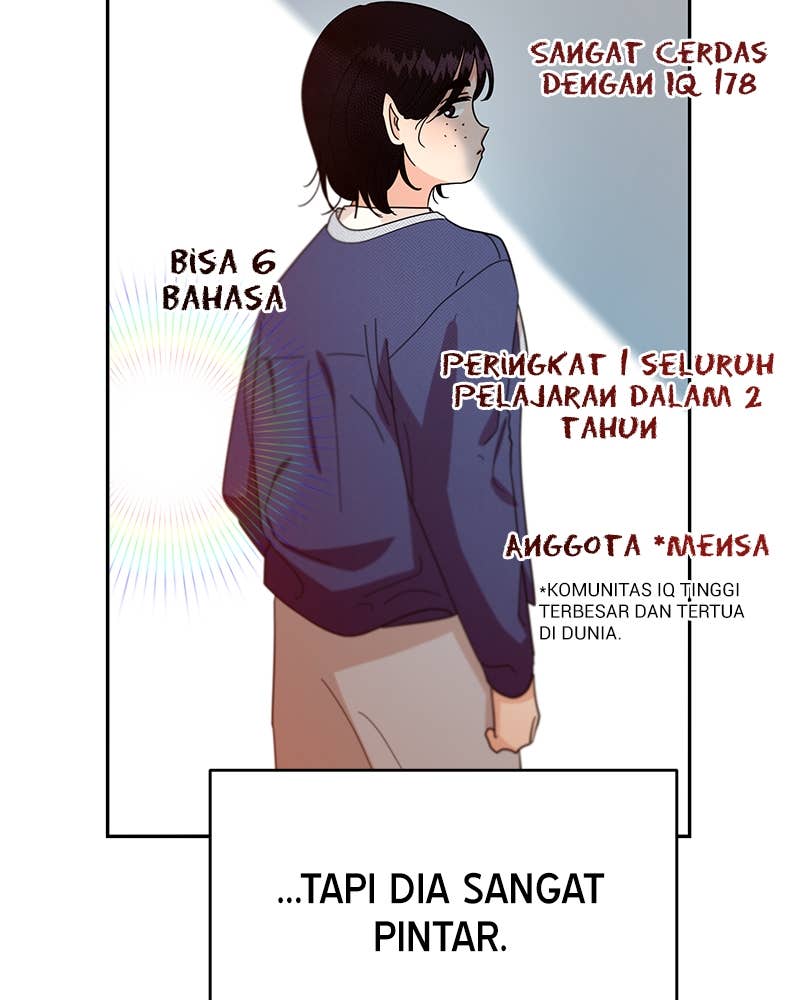 SANGAT CERDAS
DENGAN IQ 178
BISA 6
BAHASA
PERINGKAT 1 SELURUH
PELAJARAN DALAM 2
TAHUN
ANGGOTA *MENSA
*KOMUNITAS IQ TINGGI
TERBESAR DAN TERTUA
DI DUNIA.
...TAPI DIA SANGAT
PINTAR.